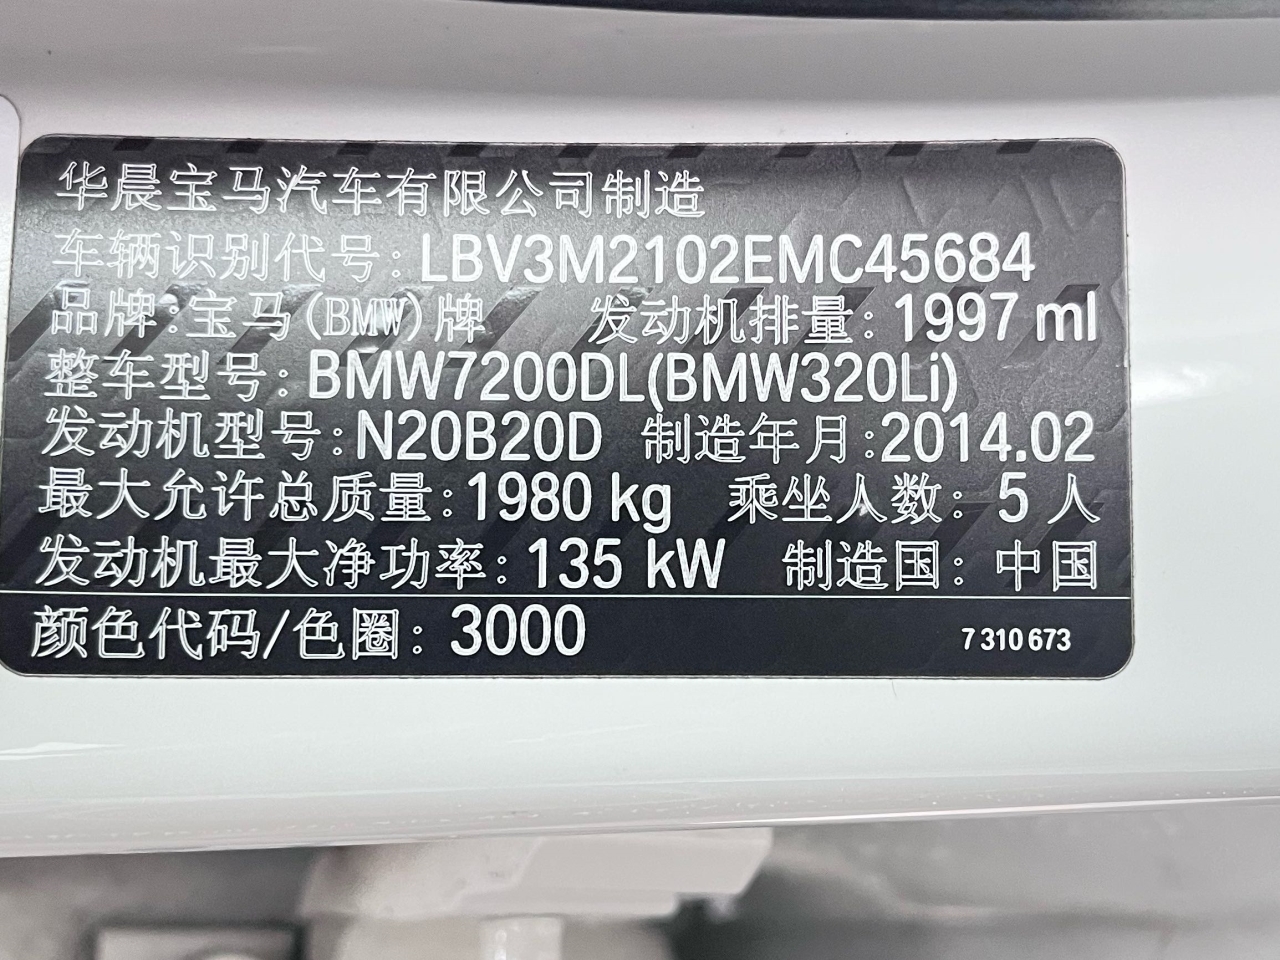 华晨宝马汽车有限公司制造
车辆识别代号: LBV3M2102EMC45684
品牌:宝马(BMW)牌 发动机排量: 1997 ml
整车型号: BMW7200DL(BMW320Li)
发动机型号:N20B20D 制造年月:2014.02
最大允许总质量:1980 kg 乘坐人数: 5 人
发动机最大净功率: 135 kW 制造国: 中国
颜色代码/色圈: 3000 7 310 673